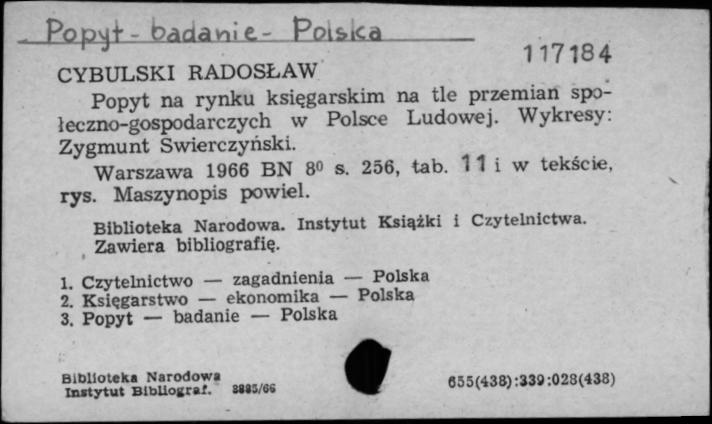 Popyt - badanie - Polska
117184
CYBULSKI RADOSŁAW
Popyt na rynku księgarskim na tle przemian spo-
łeczno-gospodarczych w Polsce Ludowej. Wykresy:
Zygmunt Swierczyński.
Warszawa 1966 BN 8⁰ s. 256, tab. 11 i w tekście,
rys. Maszynopis powiel.
Biblioteka Narodowa. Instytut Książki i Czytelnictwa.
Zawiera bibliografię.
1. Czytelnictwo — zagadnienia — Polska
2. Księgarstwo — ekonomika — Polska
3. Popyt — badanie — Polska
Biblioteka Narodowa
Instytut Bibliograf. 3885/66
655(438):339:028(438)